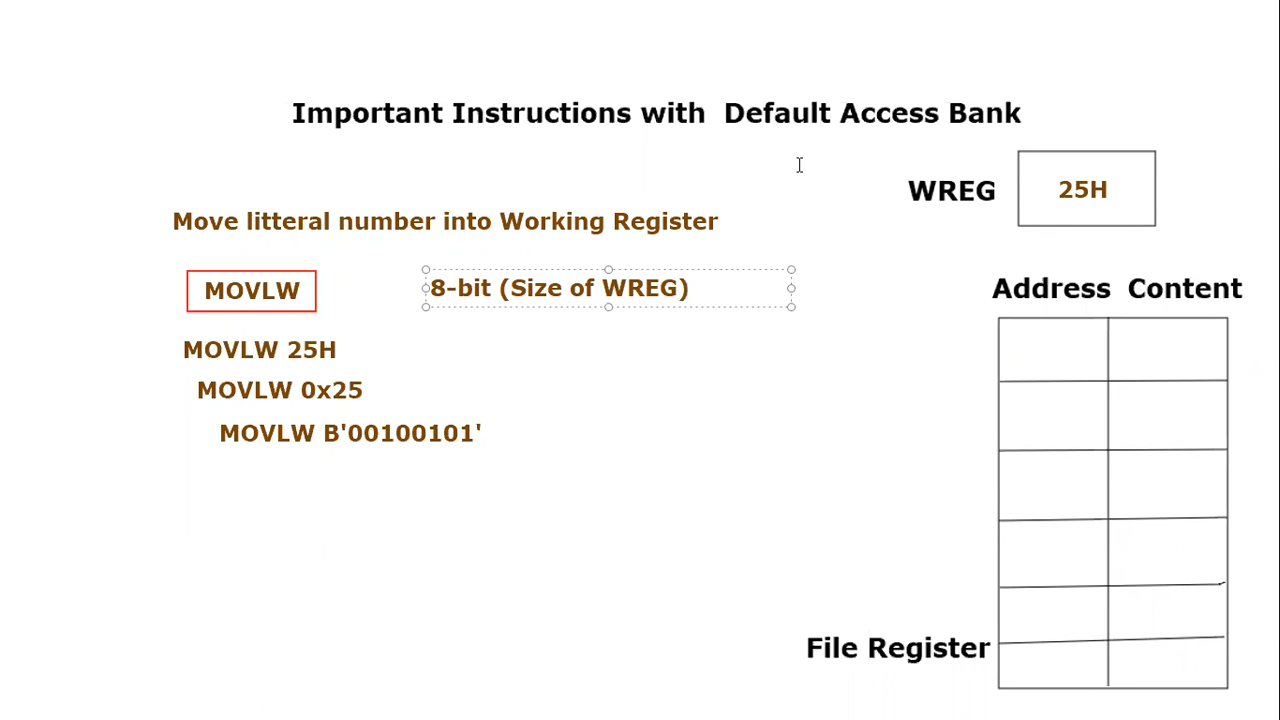 Important Instructions with Default Access Bank
WREG
25H
Move litteral number into Working Register
MOVLW
8-bit (Size of WREG)
Address Content
MOVLW 25H
MOVLW 0x25
MOVLW B'00100101'
File Register